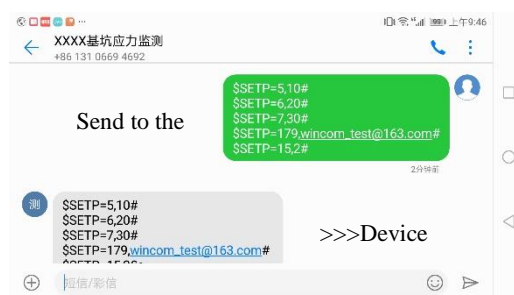 上午9:46
XXXX基坑应力监测
+86 131 0669 4692
$SETP=5,10#
$SETP=6,20#
$SETP=7,30#
$SETP=179,wincom_test@163.com#
$SETP=15,2#
Send to the
2分钟前
测
$SETP=5,10#
$SETP=6,20#
$SETP=7,30#
$SETP=179,wincom_test@163.com#
>>>Device
短信/彩信